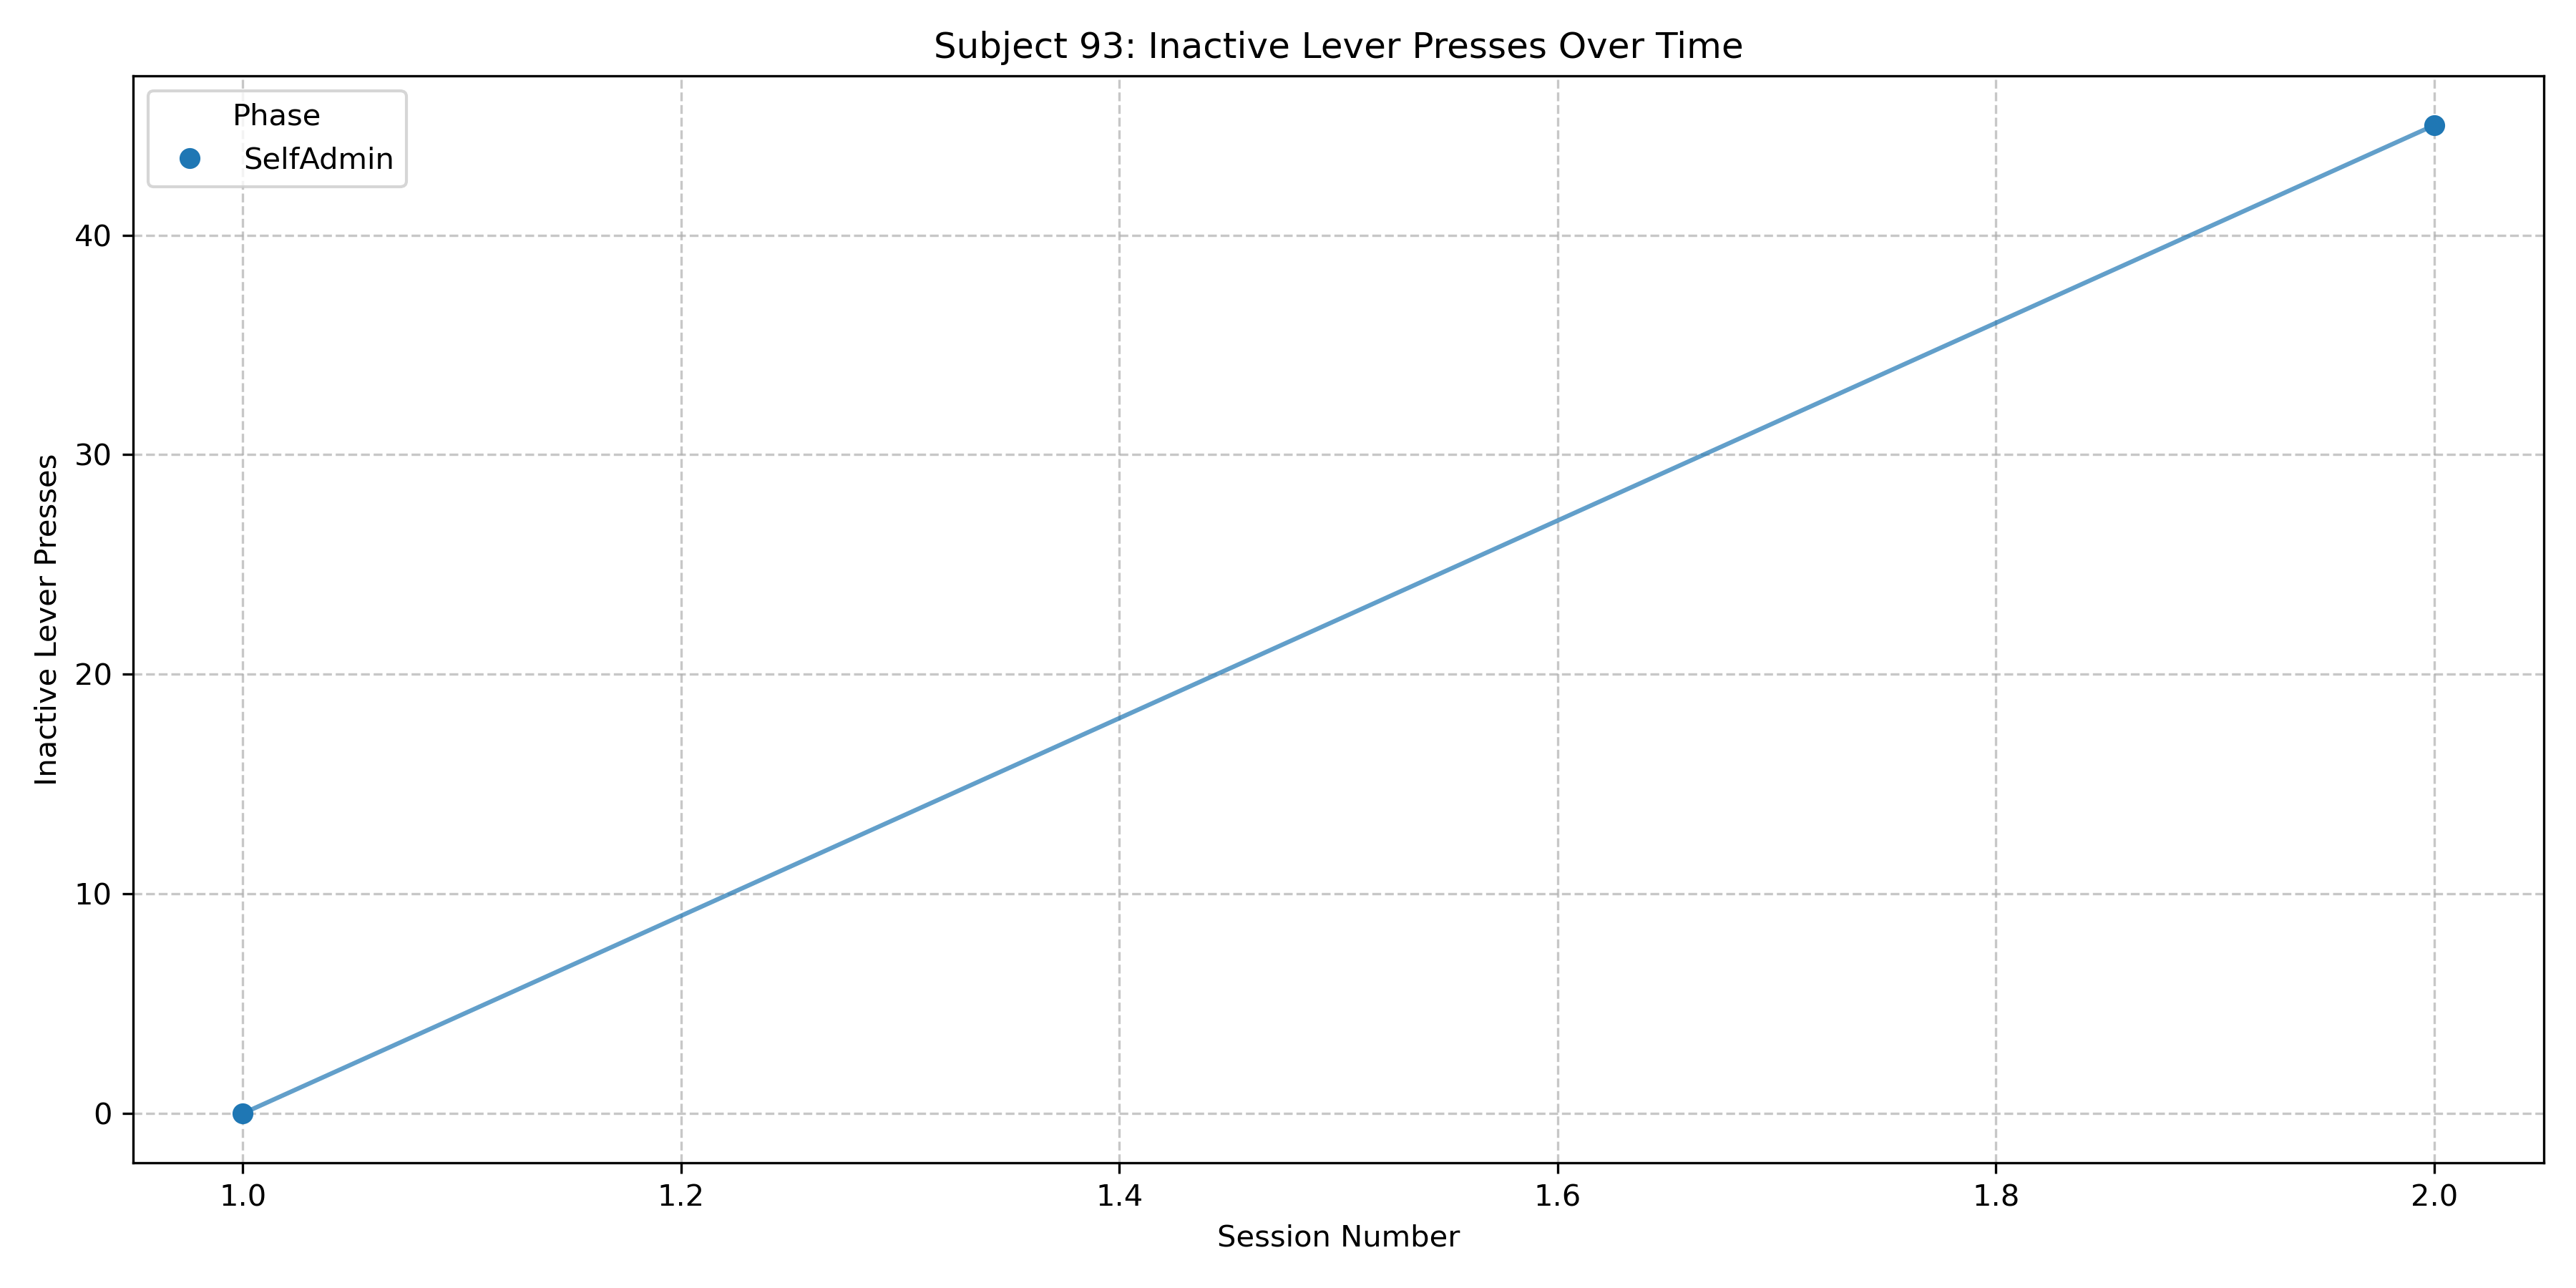 Subject 93: Inactive Lever Presses Over Time
Phase
SelfAdmin
Inactive Lever Presses
40
30
20
10
0
1.0 1.2 1.4 1.6 1.8 2.0
Session Number